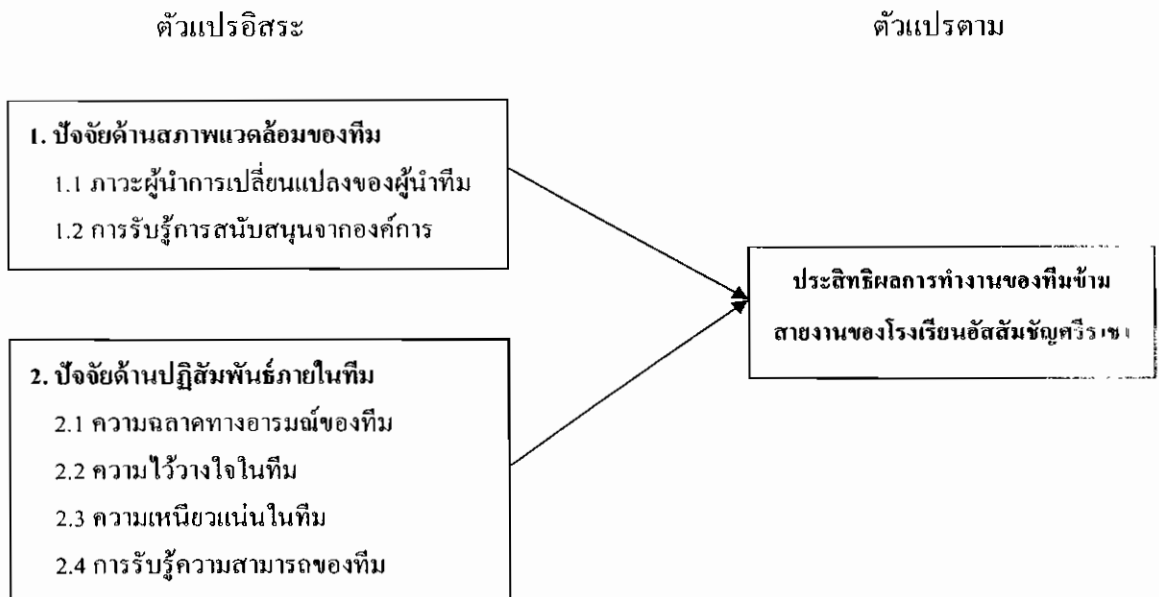 ตัวแปรอิสระ
ตัวแปรตาม
1. ปัจจัยด้านสภาพแวดล้อมของทีม
1.1 ภาวะผู้นำการเปลี่ยนแปลงของผู้นำทีม
1.2 การรับรู้การสนับสนุนจากองค์การ
ประสิทธิผลการทำงานของทีมข้าม
สายงานของโรงเรียนอัสสัมชัญศรีราชา
2. ปัจจัยด้านปฏิสัมพันธ์ภายในทีม
2.1 ความฉลาดทางอารมณ์ของทีม
2.2 ความไว้วางใจในทีม
2.3 ความเหนียวแน่นในทีม
2.4 การรับรู้ความสามารถของทีม